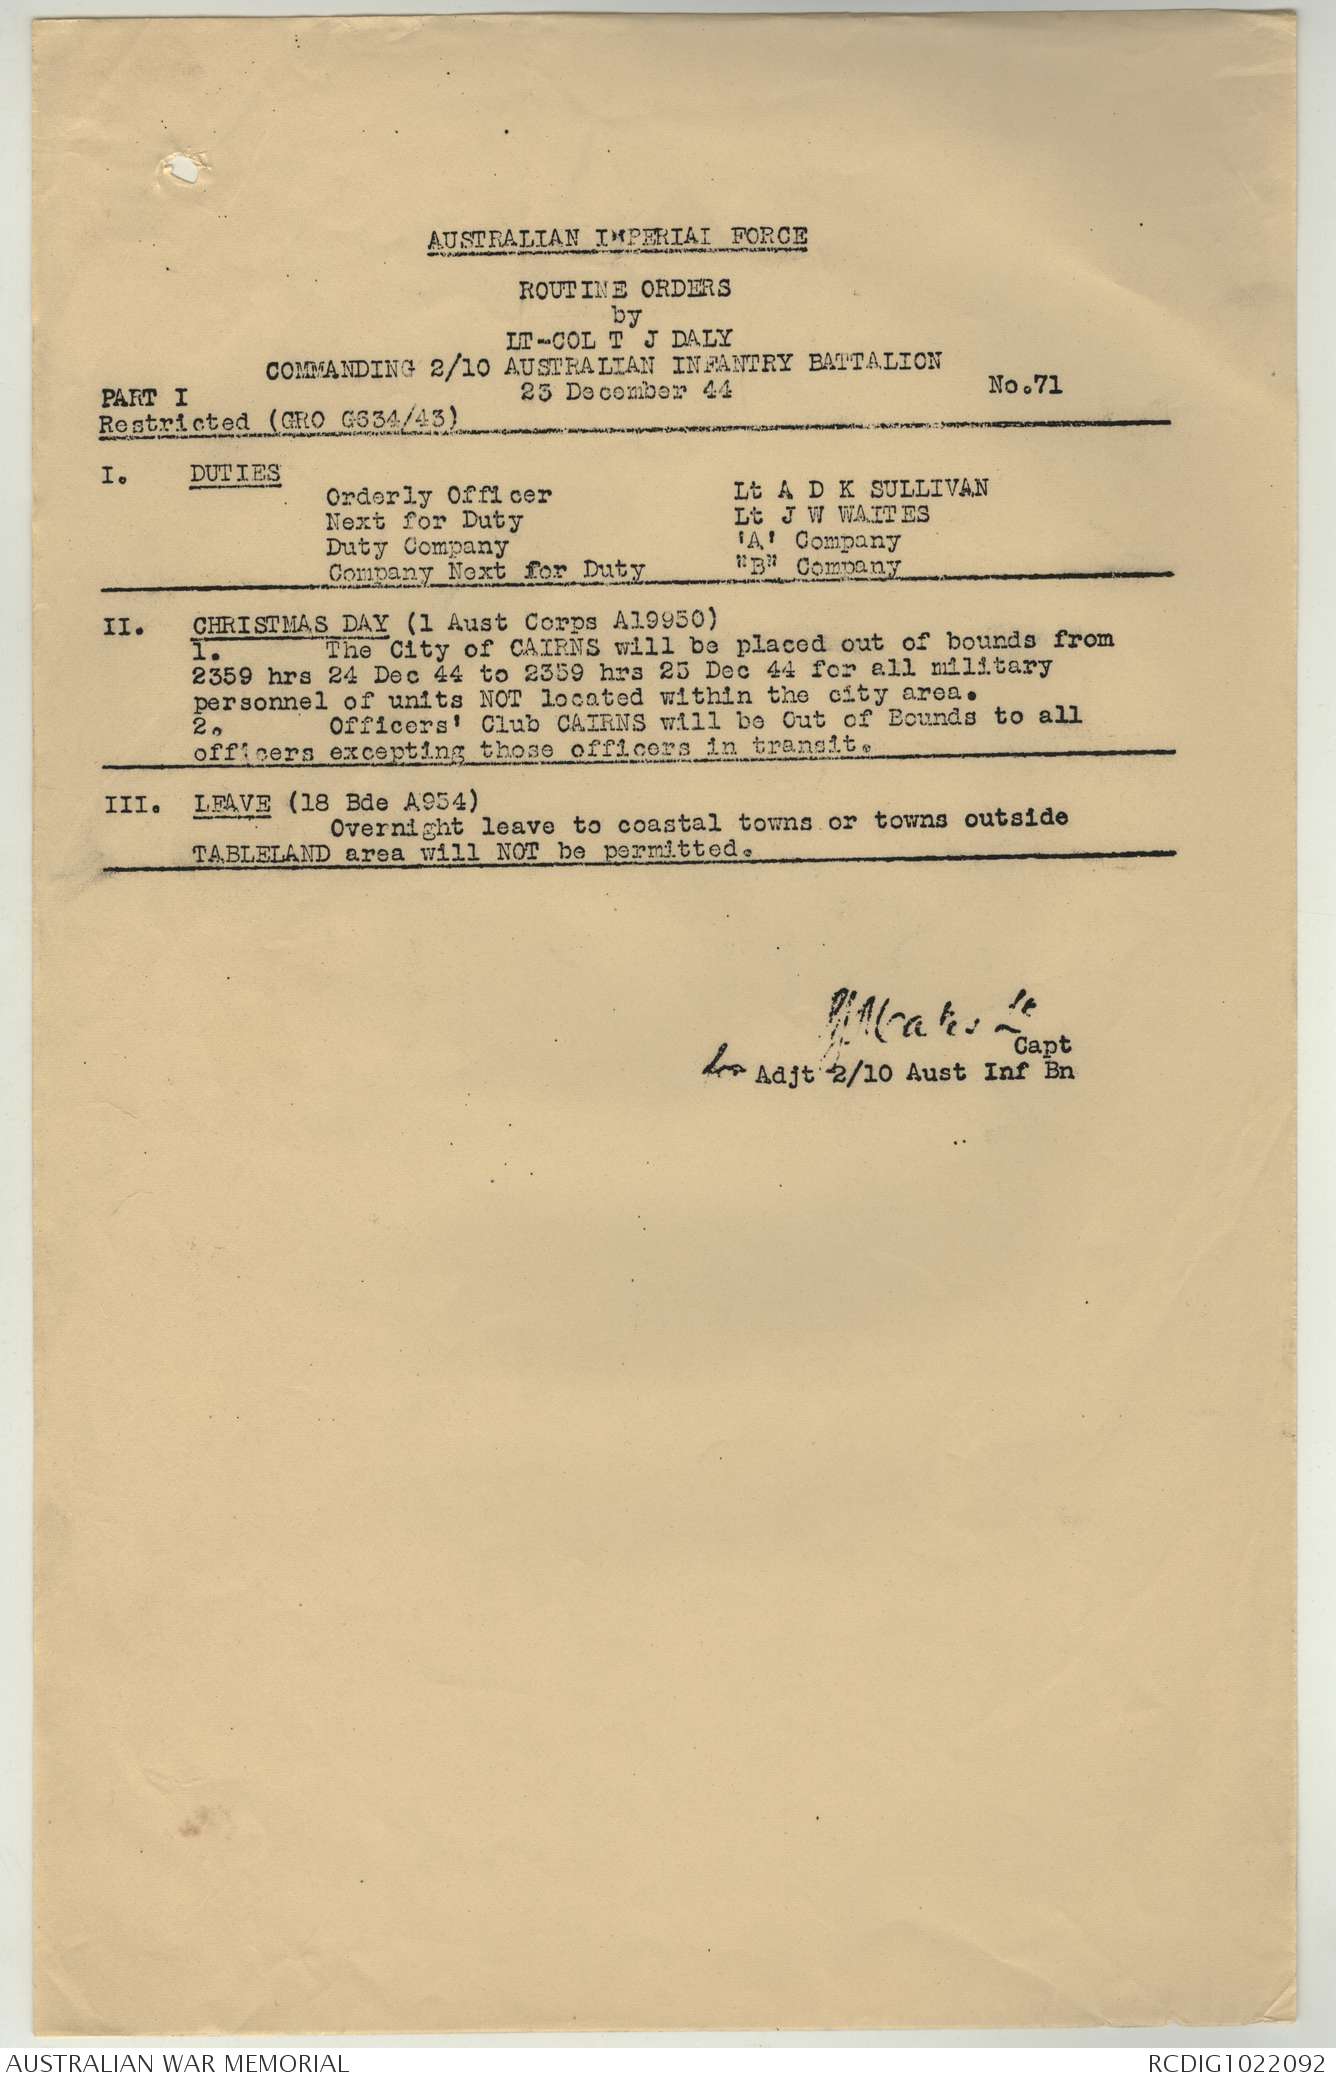 AUSTRALIAN IMPERIAL FORCE
ROUTINE ORDERS
by
LT-COL T J DALY
COMMANDING 2/10 AUSTRALIAN INFANTRY BATTALION
23 December 44
No.71
PART I
Restricted (GRO G634/43)
I. DUTIES
Orderly Officer Lt A D K SULLIVAN
Next for Duty Lt J W WAITES
Duty Company 'A' Company
Company Next for Duty "B" Company
II. CHRISTMAS DAY (1 Aust Corps A19950)
1. The City of CAIRNS will be placed out of bounds from
2359 hrs 24 Dec 44 to 2359 hrs 25 Dec 44 for all military
personnel of units NOT located within the city area.
2. Officers' Club CAIRNS will be Out of Bounds to all
officers excepting those officers in transit.
III. LEAVE (18 Bde A954)
Overnight leave to coastal towns or towns outside
TABLELAND area will NOT be permitted.
Lt
Capt
for Adjt 2/10 Aust Inf Bn
AUSTRALIAN WAR MEMORIAL
RCDIG1022092